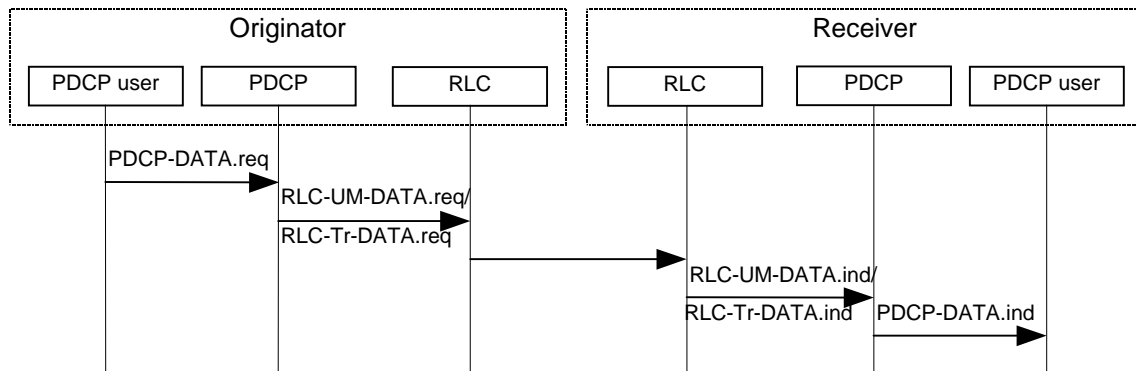 Originator
Receiver
PDCP user
PDCP
RLC
RLC
PDCP
PDCP user
PDCP-DATA.req
RLC-UM-DATA.req/
RLC-Tr-DATA.req
RLC-UM-DATA.ind/
RLC-Tr-DATA.ind
PDCP-DATA.ind